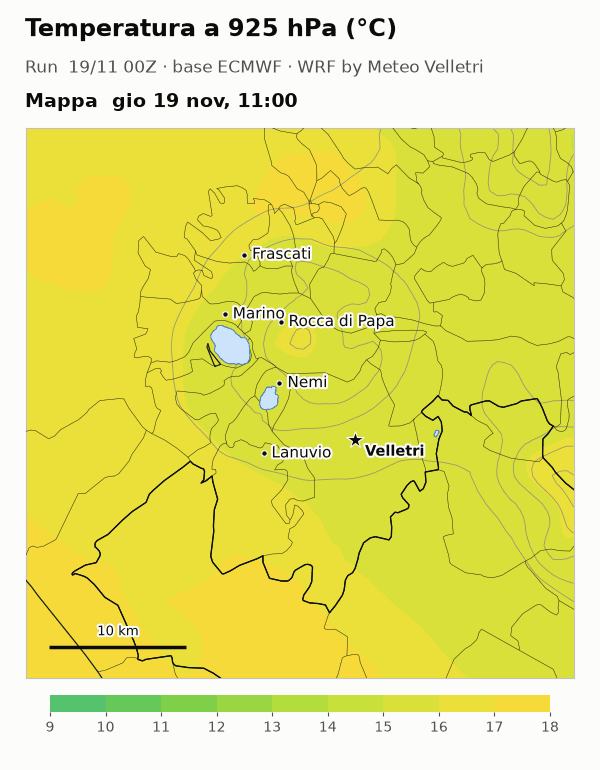 Temperatura a 925 hPa (°C)
Run  19/11 00Z · base ECMWF · WRF by Meteo Velletri
Mappa  gio 19 nov, 11:00
Frascati
Marino
Rocca di Papa
Nemi
Velletri
Lanuvio
10 km
9 10 11 12 13 14 15 16 17 18